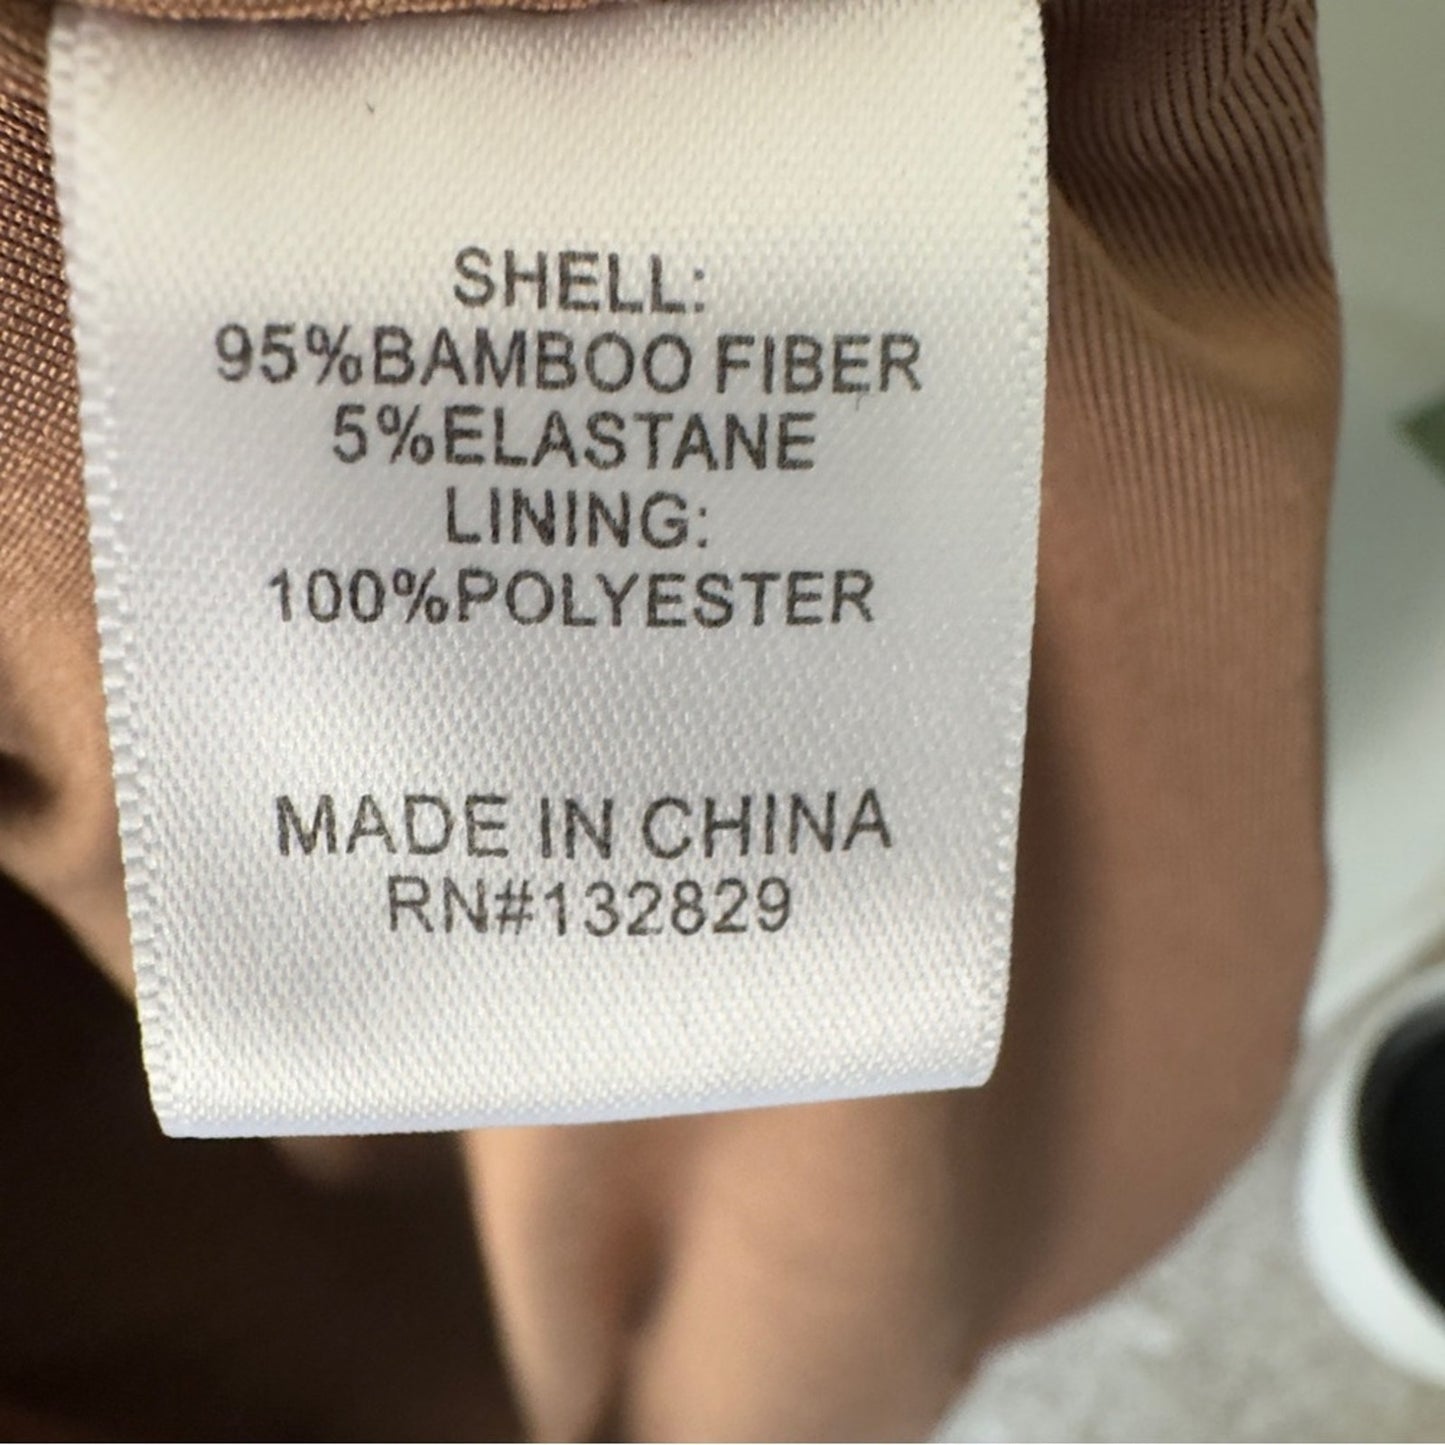 SHELL:
95%BAMBOO FIBER
5%ELASTANE
LINING:
100%POLYESTER
MADE IN CHINA
RN#132829